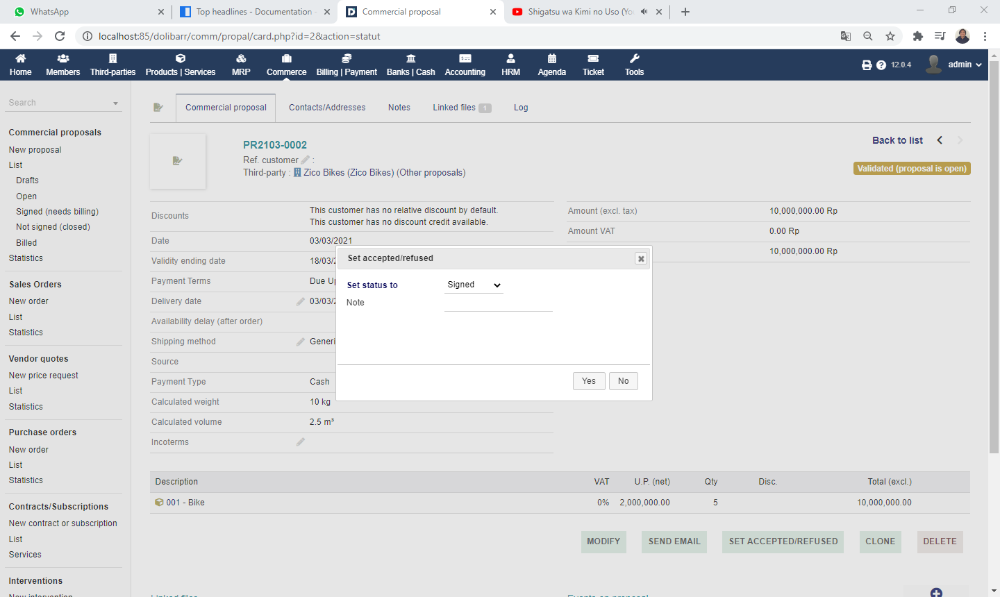 WhatsApp
Top headlines - Documentation -
Commercial proposal
Shigatsu wa Kimi no Uso (You
localhost:85/dolibarr/comm/propal/card.php?id=2&action=statut
Home
Members
Third-parties
Products | Services
MRP
Commerce
Billing | Payment
Banks | Cash
Accounting
HRM
Agenda
Ticket
Tools
12.0.4
admin
Search
Commercial proposals
New proposal
List
Drafts
Open
Signed (needs billing)
Not signed (closed)
Billed
Statistics
Sales Orders
New order
List
Statistics
Vendor quotes
New price request
List
Statistics
Purchase orders
New order
List
Statistics
Contracts/Subscriptions
New contract or subscription
List
Services
Interventions
New intervention
Commercial proposal
Contacts/Addresses
Notes
Linked files 1
Log
PR2103-0002
Ref. customer :
Third-party : Zico Bikes (Zico Bikes) (Other proposals)
Back to list
Validated (proposal is open)
Discounts
This customer has no relative discount by default.
This customer has no discount credit available.
Date 03/03/2021
Validity ending date 18/03/2
Payment Terms Due Up
Delivery date 03/03/2
Availability delay (after order)
Shipping method Generi
Source
Payment Type Cash
Calculated weight 10 kg
Calculated volume 2.5 m³
Incoterms
Amount (excl. tax) 10,000,000.00 Rp
Amount VAT 0.00 Rp
10,000,000.00 Rp
Set accepted/refused
Set status to Signed
Note
Yes
No
Description VAT U.P. (net) Qty Disc. Total (excl.)
001 - Bike 0% 2,000,000.00 5 10,000,000.00
MODIFY
SEND EMAIL
SET ACCEPTED/REFUSED
CLONE
DELETE
Linked files
Events on proposal